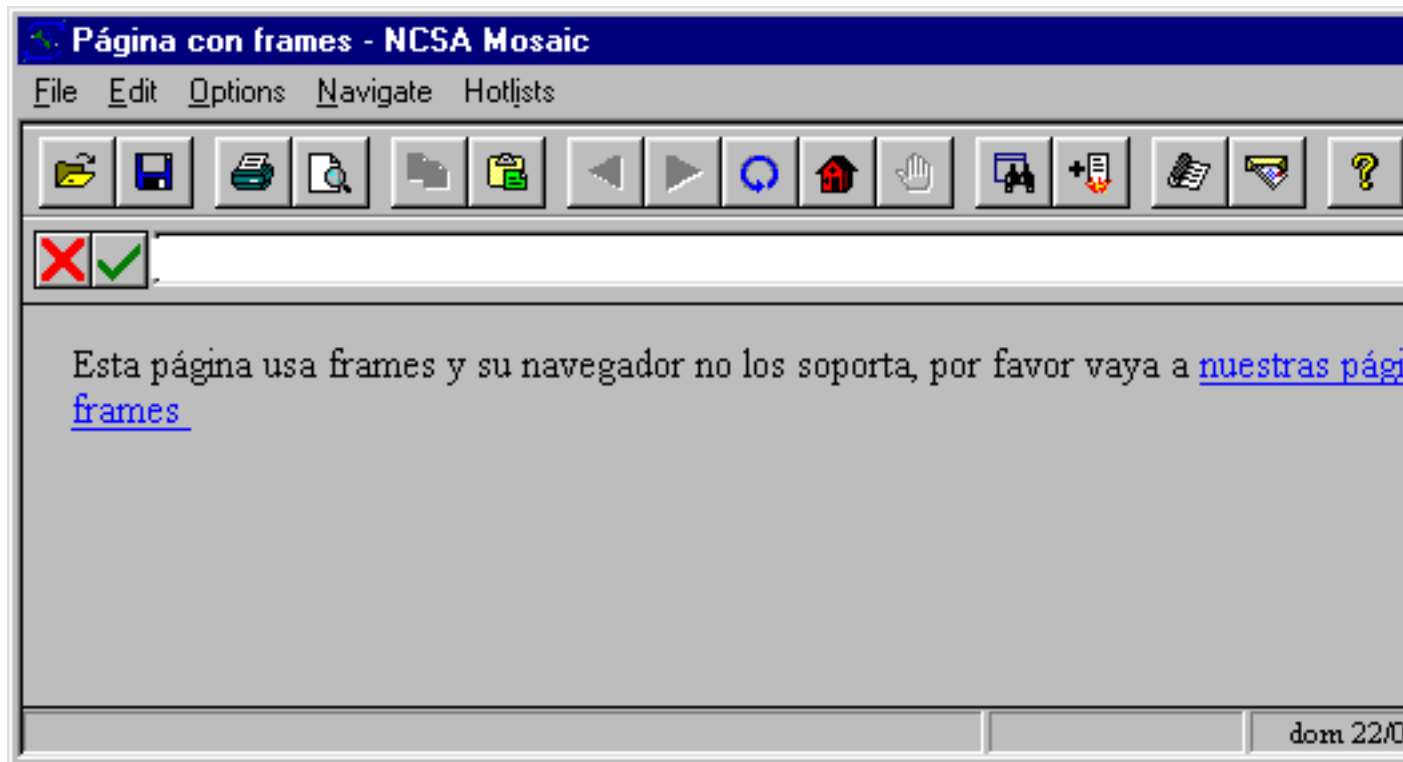 Página con frames - NCSA Mosaic
File Edit Options Navigate Hotlists
Esta página usa frames y su navegador no los soporta, por favor vaya a nuestras pági
frames
dom 22/0